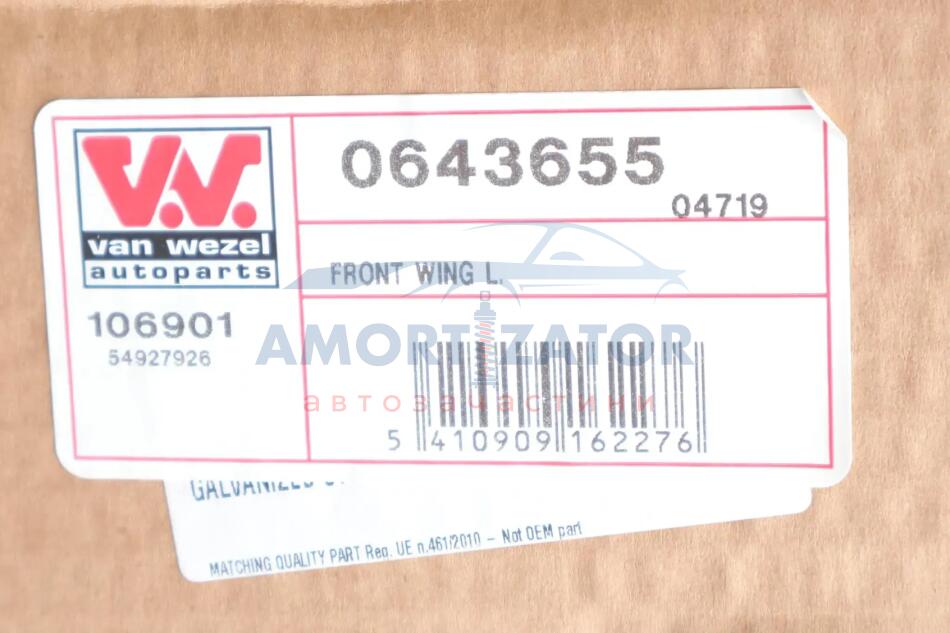 V.W.
van wezel
autoparts
106901
54927926
0643655
04719
FRONT WING L.
AMORTIZATOR
автозапчастини
5 410909 162276
MATCHING QUALITY PART Reg. UE n.461/2010 - Not OEM part